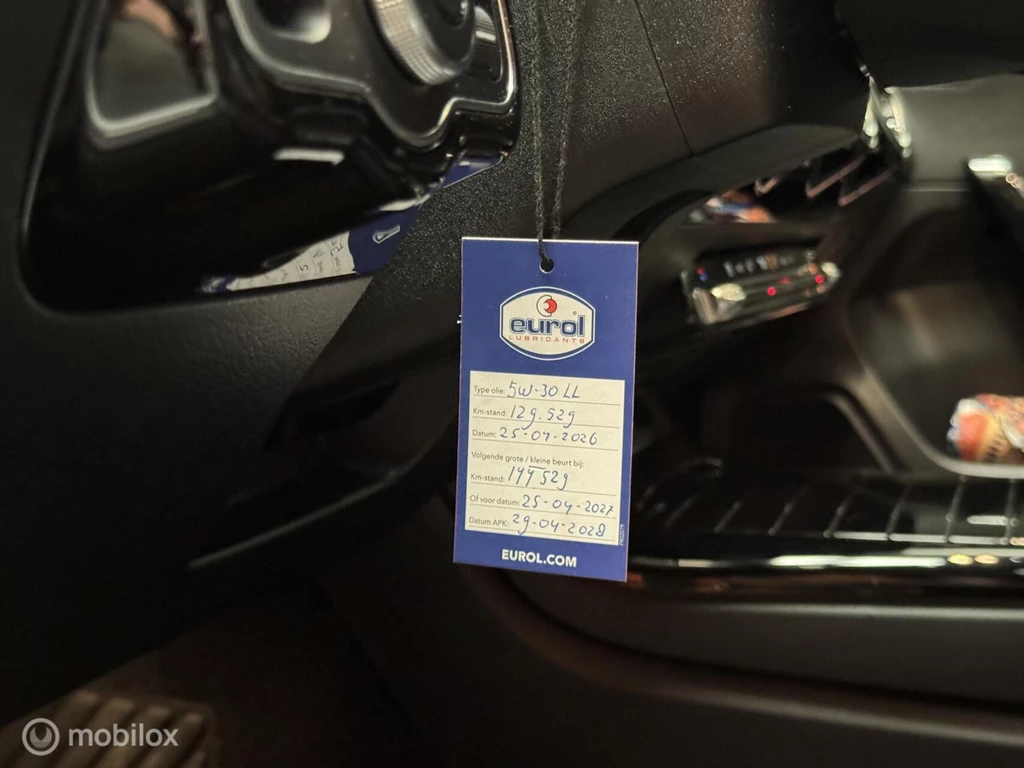 eurol
LUBRICANTS
Type olie: 5W-30 LL
Km-stand: 129.529
Datum: 25-04-2026
Volgende grote / kleine beurt bij:
Km-stand: 144529
Of voor datum: 25-04-2027
Datum APK: 29-04-2028
EUROL.COM
mobilox